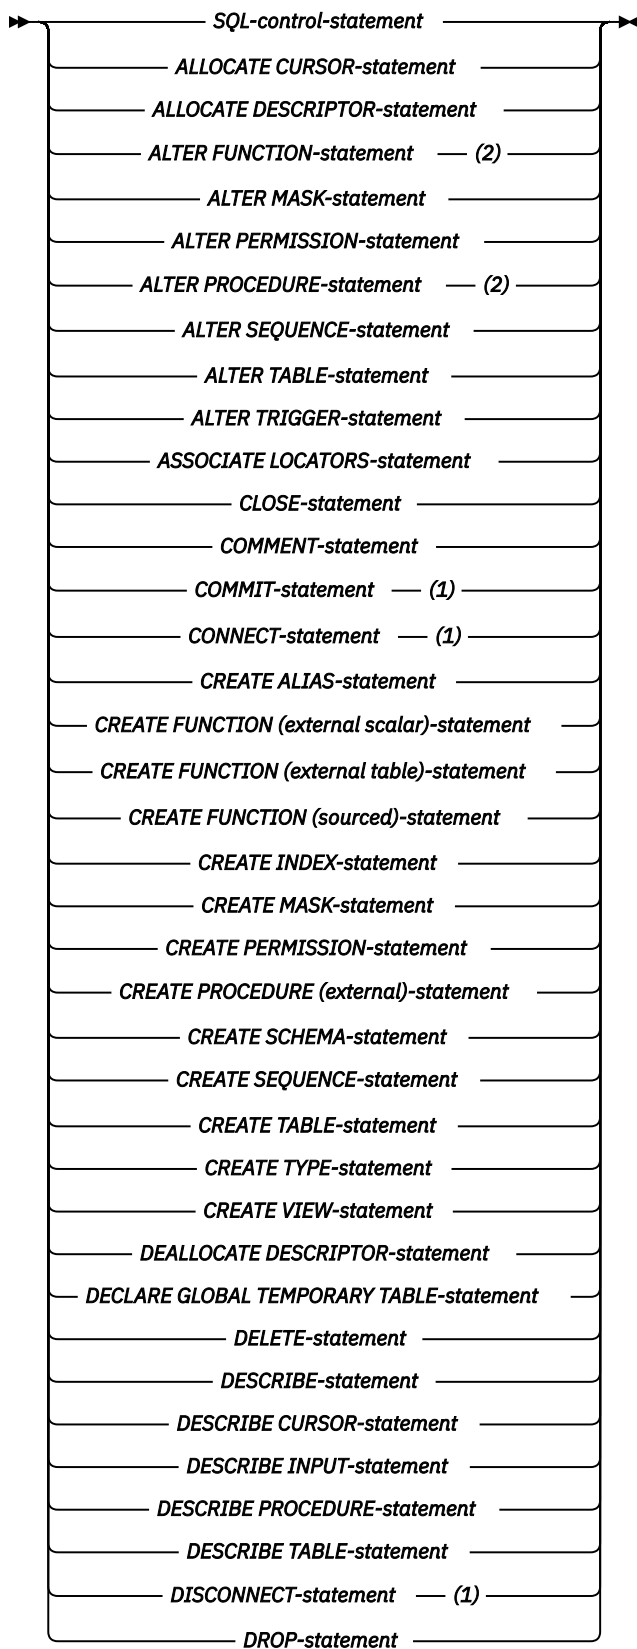 SQL-control-statement
ALLOCATE CURSOR-statement
ALLOCATE DESCRIPTOR-statement
ALTER FUNCTION-statement (2)
ALTER MASK-statement
ALTER PERMISSION-statement
ALTER PROCEDURE-statement (2)
ALTER SEQUENCE-statement
ALTER TABLE-statement
ALTER TRIGGER-statement
ASSOCIATE LOCATORS-statement
CLOSE-statement
COMMENT-statement
COMMIT-statement (1)
CONNECT-statement (1)
CREATE ALIAS-statement
CREATE FUNCTION (external scalar)-statement
CREATE FUNCTION (external table)-statement
CREATE FUNCTION (sourced)-statement
CREATE INDEX-statement
CREATE MASK-statement
CREATE PERMISSION-statement
CREATE PROCEDURE (external)-statement
CREATE SCHEMA-statement
CREATE SEQUENCE-statement
CREATE TABLE-statement
CREATE TYPE-statement
CREATE VIEW-statement
DEALLOCATE DESCRIPTOR-statement
DECLARE GLOBAL TEMPORARY TABLE-statement
DELETE-statement
DESCRIBE-statement
DESCRIBE CURSOR-statement
DESCRIBE INPUT-statement
DESCRIBE PROCEDURE-statement
DESCRIBE TABLE-statement
DISCONNECT-statement (1)
DROP-statement